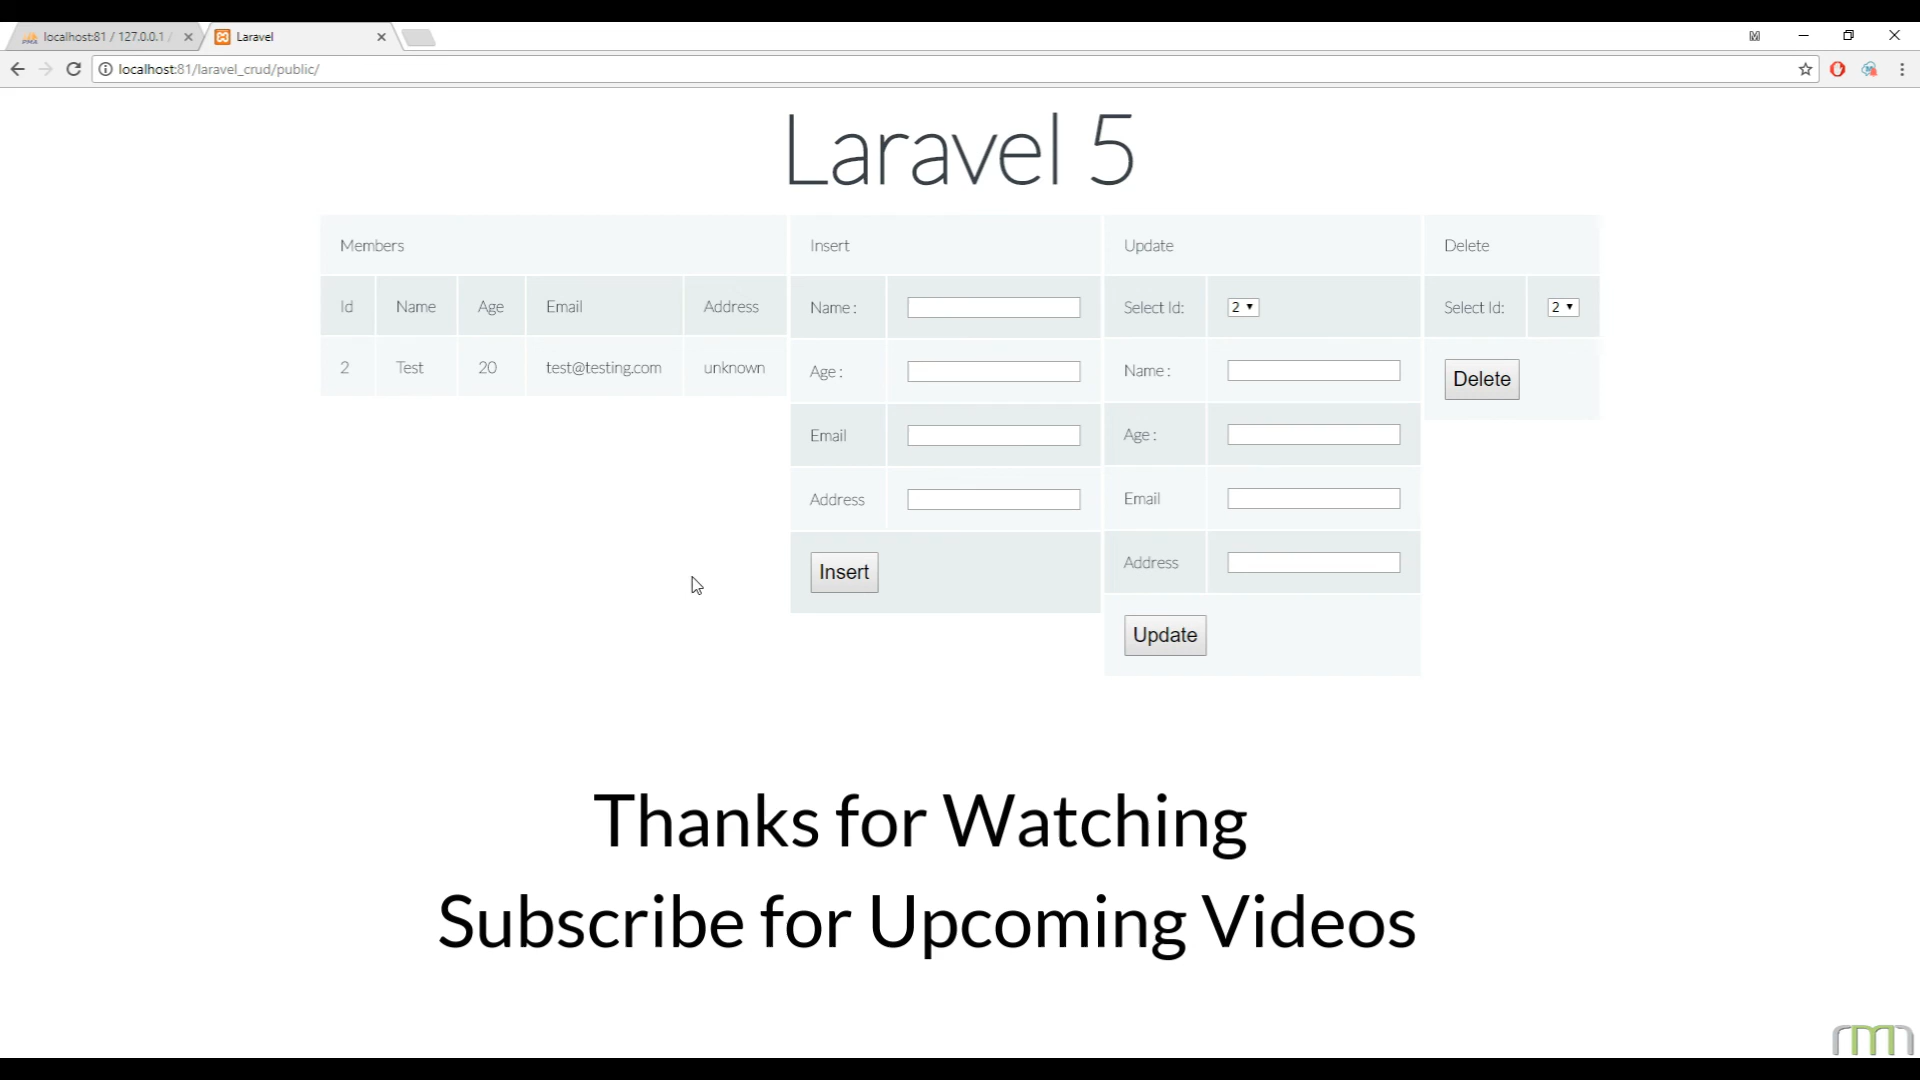 localhost:81 / 127.0.0.1 /
Laravel
localhost:81/laravel_crud/public/
Laravel 5
Members Insert Update Delete
Id Name Age Email Address Name : Select Id: 2 Select Id: 2
2 Test 20 test@testing.com unknown Age : Name : Delete
Email Age :
Address Email
Insert Address
Update
Thanks for Watching
Subscribe for Upcoming Videos